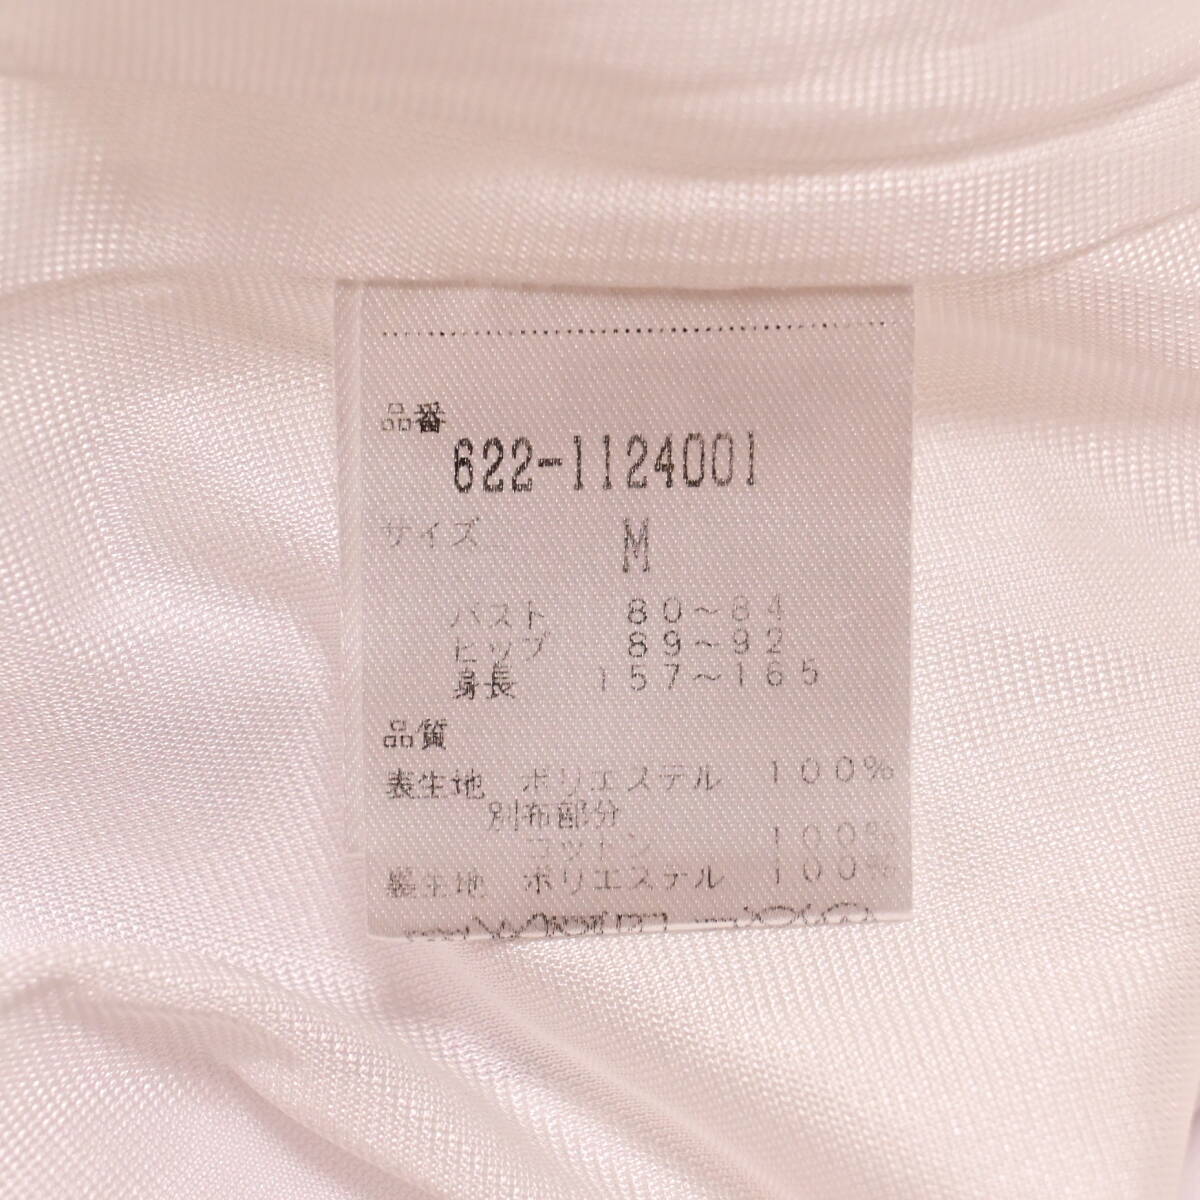 品番
622-1124001
サイズ M
バスト 80～84
ヒップ 89～92
身長 157～165
品質
表生地 ポリエステル 100%
別布部分
コットン 100%
裏生地 ポリエステル 100%